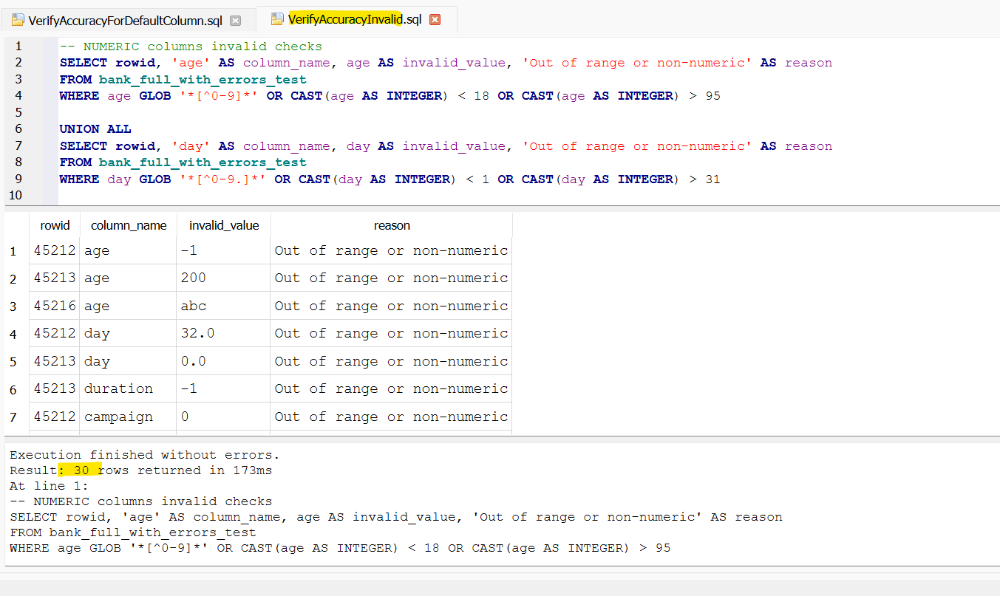 VerifyAccuracyForDefaultColumn.sql VerifyAccuracyInvalid.sql
1 -- NUMERIC columns invalid checks
2 SELECT rowid, 'age' AS column_name, age AS invalid_value, 'Out of range or non-numeric' AS reason
3 FROM bank_full_with_errors_test
4 WHERE age GLOB '*[^0-9]*' OR CAST(age AS INTEGER) < 18 OR CAST(age AS INTEGER) > 95
5
6 UNION ALL
7 SELECT rowid, 'day' AS column_name, day AS invalid_value, 'Out of range or non-numeric' AS reason
8 FROM bank_full_with_errors_test
9 WHERE day GLOB '*[^0-9.]*' OR CAST(day AS INTEGER) < 1 OR CAST(day AS INTEGER) > 31
10
rowid column_name invalid_value reason
1 45212 age -1 Out of range or non-numeric
2 45213 age 200 Out of range or non-numeric
3 45216 age abc Out of range or non-numeric
4 45212 day 32.0 Out of range or non-numeric
5 45213 day 0.0 Out of range or non-numeric
6 45213 duration -1 Out of range or non-numeric
7 45212 campaign 0 Out of range or non-numeric
Execution finished without errors.
Result: 30 rows returned in 173ms
At line 1:
-- NUMERIC columns invalid checks
SELECT rowid, 'age' AS column_name, age AS invalid_value, 'Out of range or non-numeric' AS reason
FROM bank_full_with_errors_test
WHERE age GLOB '*[^0-9]*' OR CAST(age AS INTEGER) < 18 OR CAST(age AS INTEGER) > 95